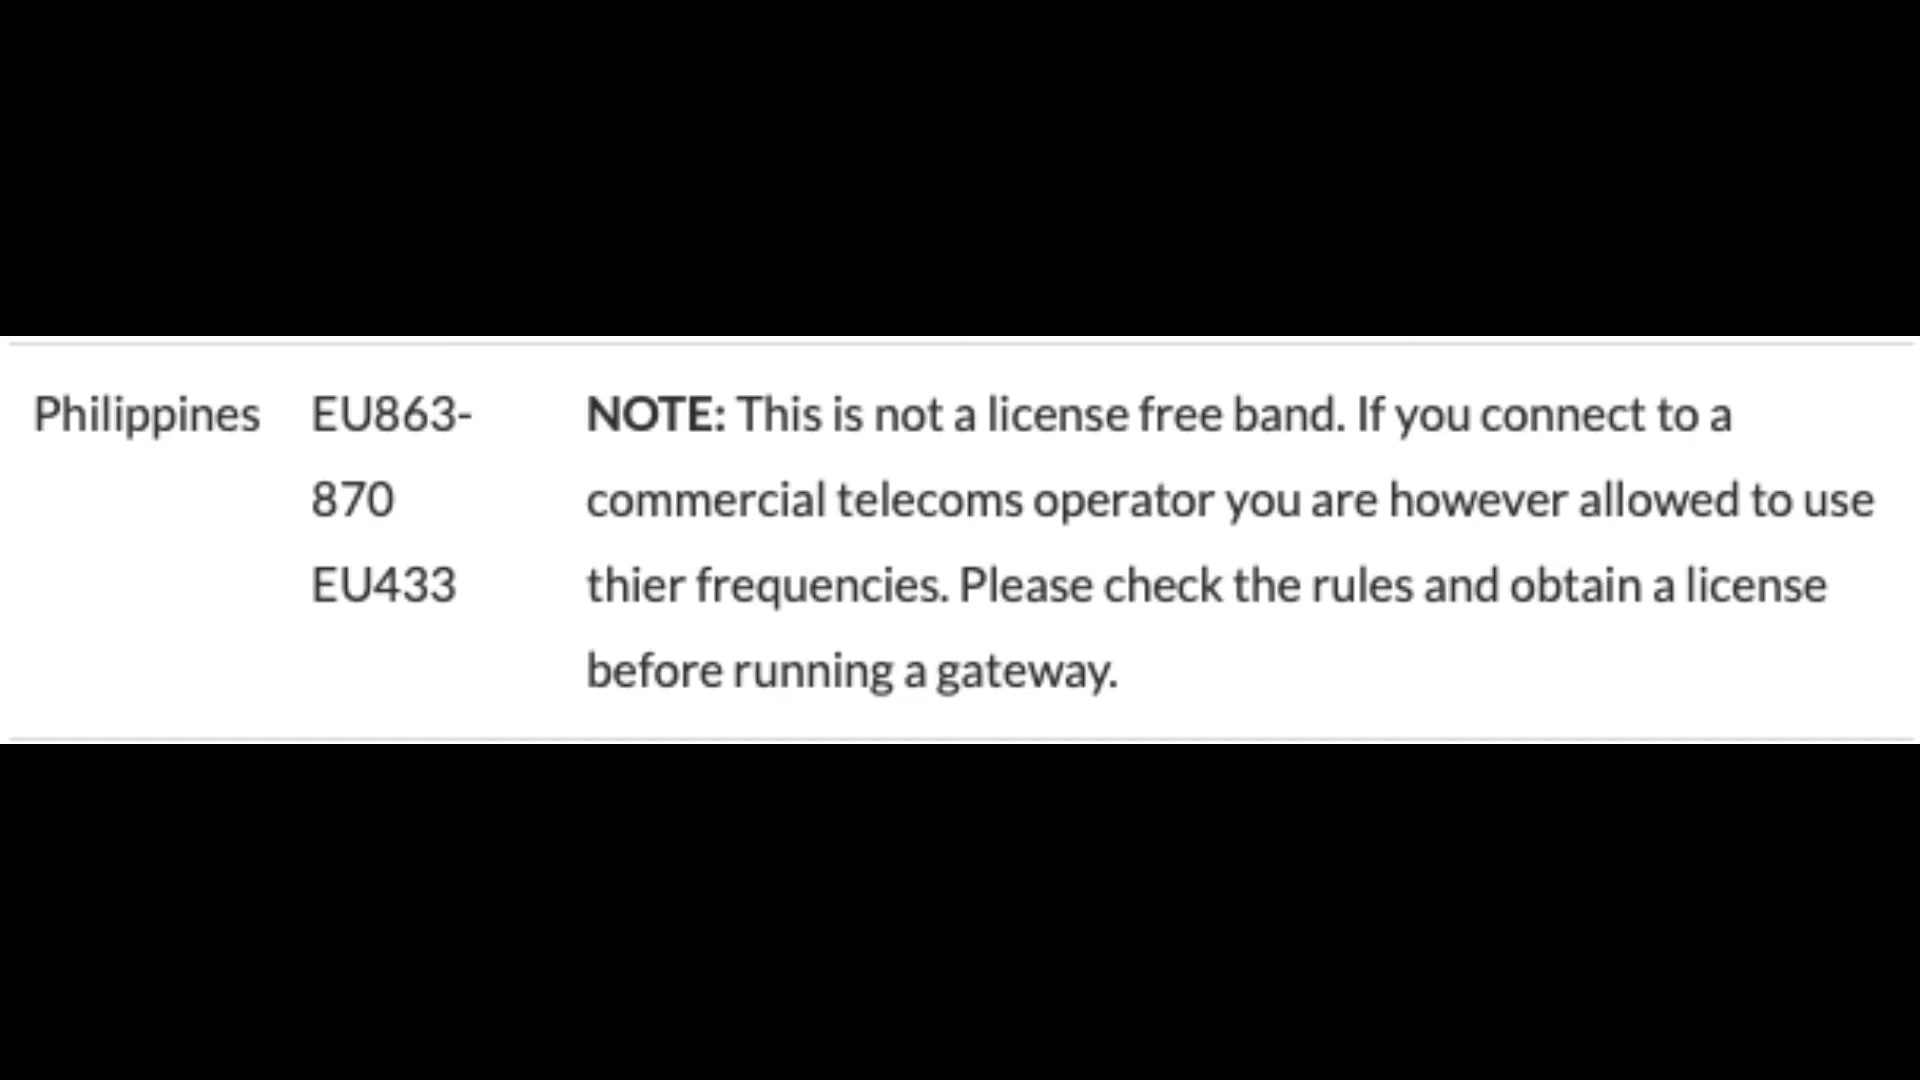 Philippines EU863- NOTE: This is not a license free band. If you connect to a
870 commercial telecoms operator you are however allowed to use
EU433 thier frequencies. Please check the rules and obtain a license
before running a gateway.